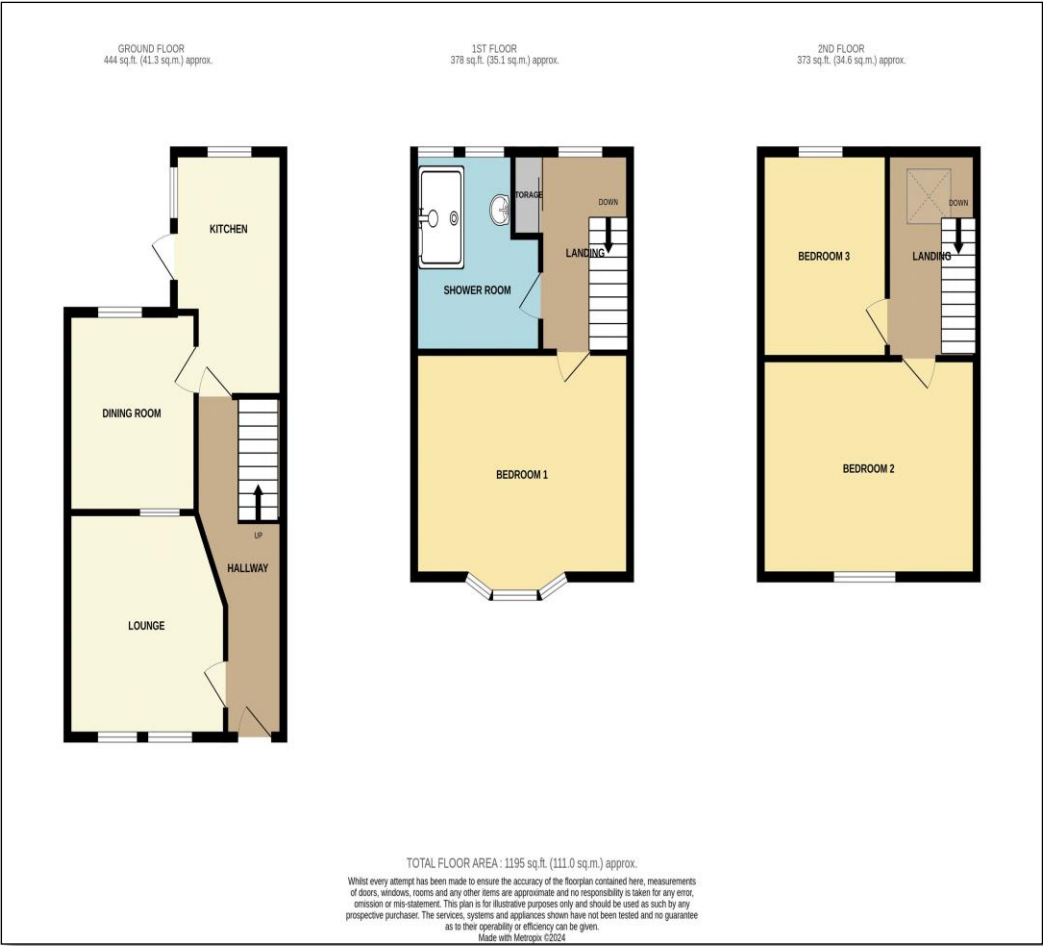 GROUND FLOOR
444 sq.ft. (41.3 sq.m.) approx.
1ST FLOOR
378 sq.ft. (35.1 sq.m.) approx.
2ND FLOOR
373 sq.ft. (34.6 sq.m.) approx.
KITCHEN
DINING ROOM
UP
HALLWAY
LOUNGE
TORAGE
DOWN
LANDING
SHOWER ROOM
BEDROOM 1
DOWN
BEDROOM 3
LANDING
BEDROOM 2
TOTAL FLOOR AREA : 1195 sq.ft. (111.0 sq.m.) approx.
Whilst every attempt has been made to ensure the accuracy of the floorplan contained here, measurements
of doors, windows, rooms and any other items are approximate and no responsibility is taken for any error,
omission or mis-statement. This plan is for illustrative purposes only and should be used as such by any
prospective purchaser. The services, systems and appliances shown have not been tested and no guarantee
as to their operability or efficiency can be given.
Made with Metropix ©2024